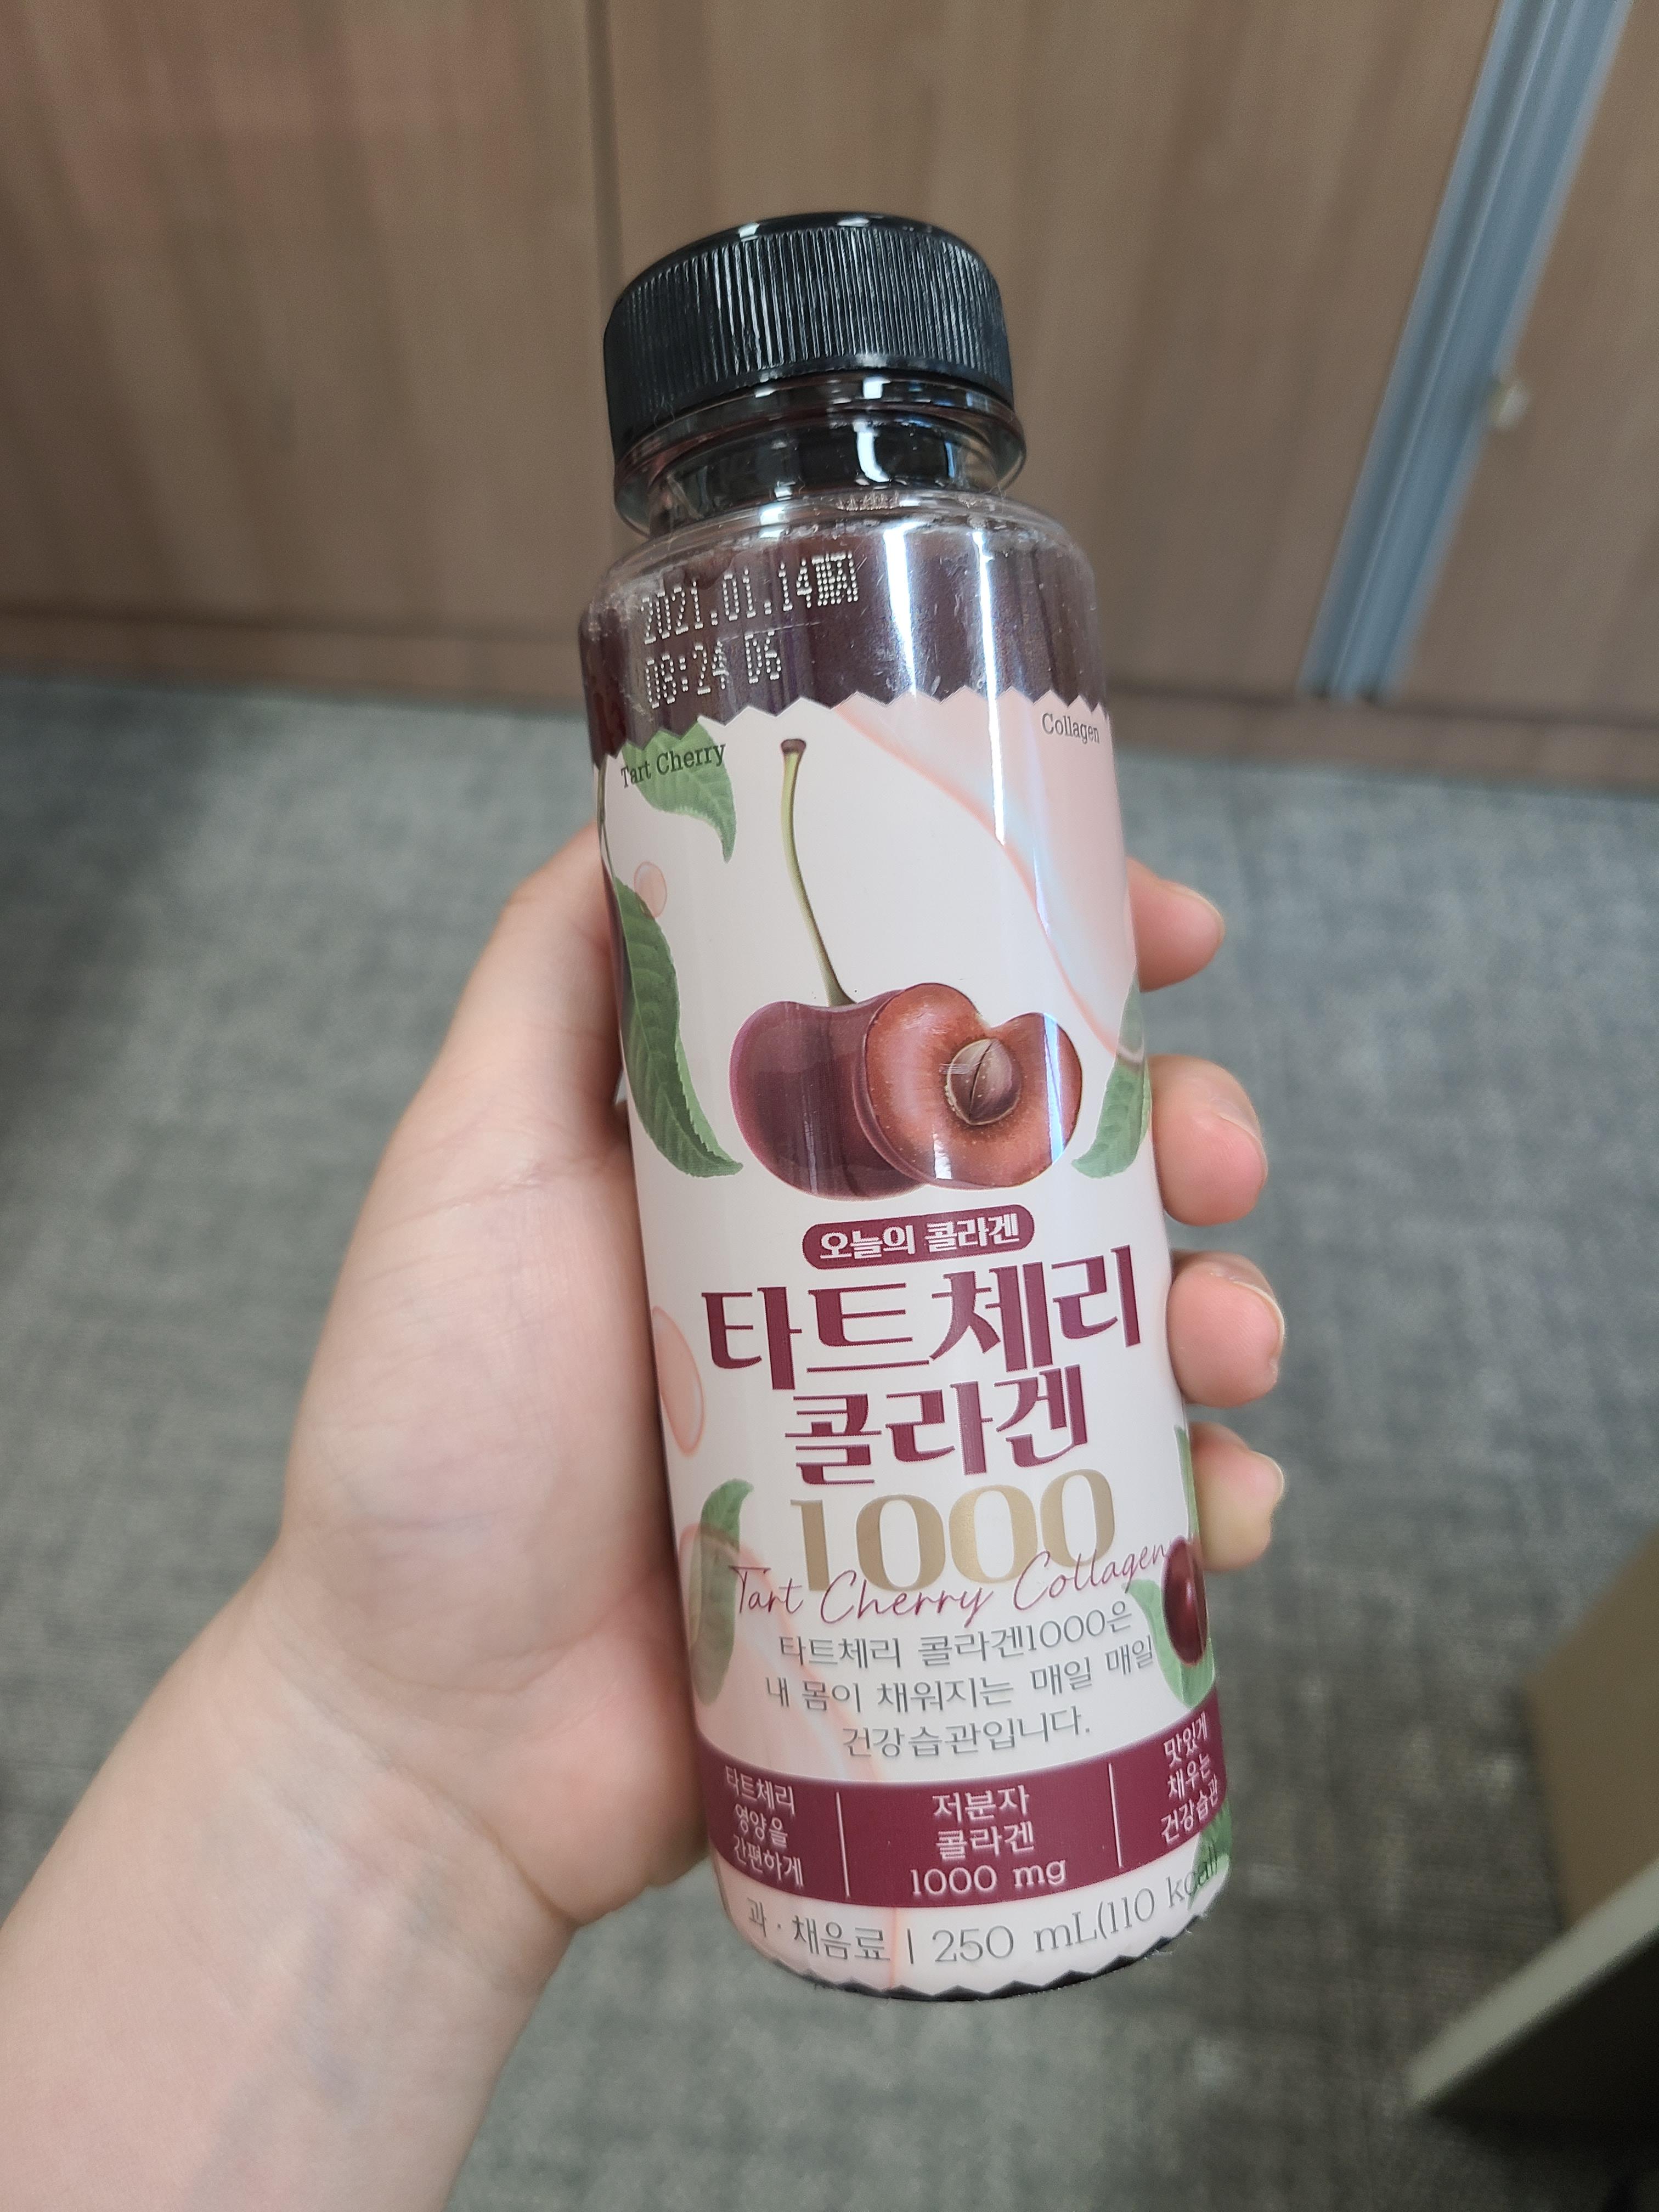 2021.01.14까지
08:24 D6
Tart Cherry
Collagen
오늘의 콜라겐
타트체리
콜라겐
1000
Tart Cherry Collagen
타트체리 콜라겐1000은
내 몸이 채워지는 매일 매일
건강습관입니다.
타트체리
영양을
간편하게
저분자
콜라겐
1000 mg
맛있게
채우는
건강습관
과·채음료 | 250 mL(110 kcal)